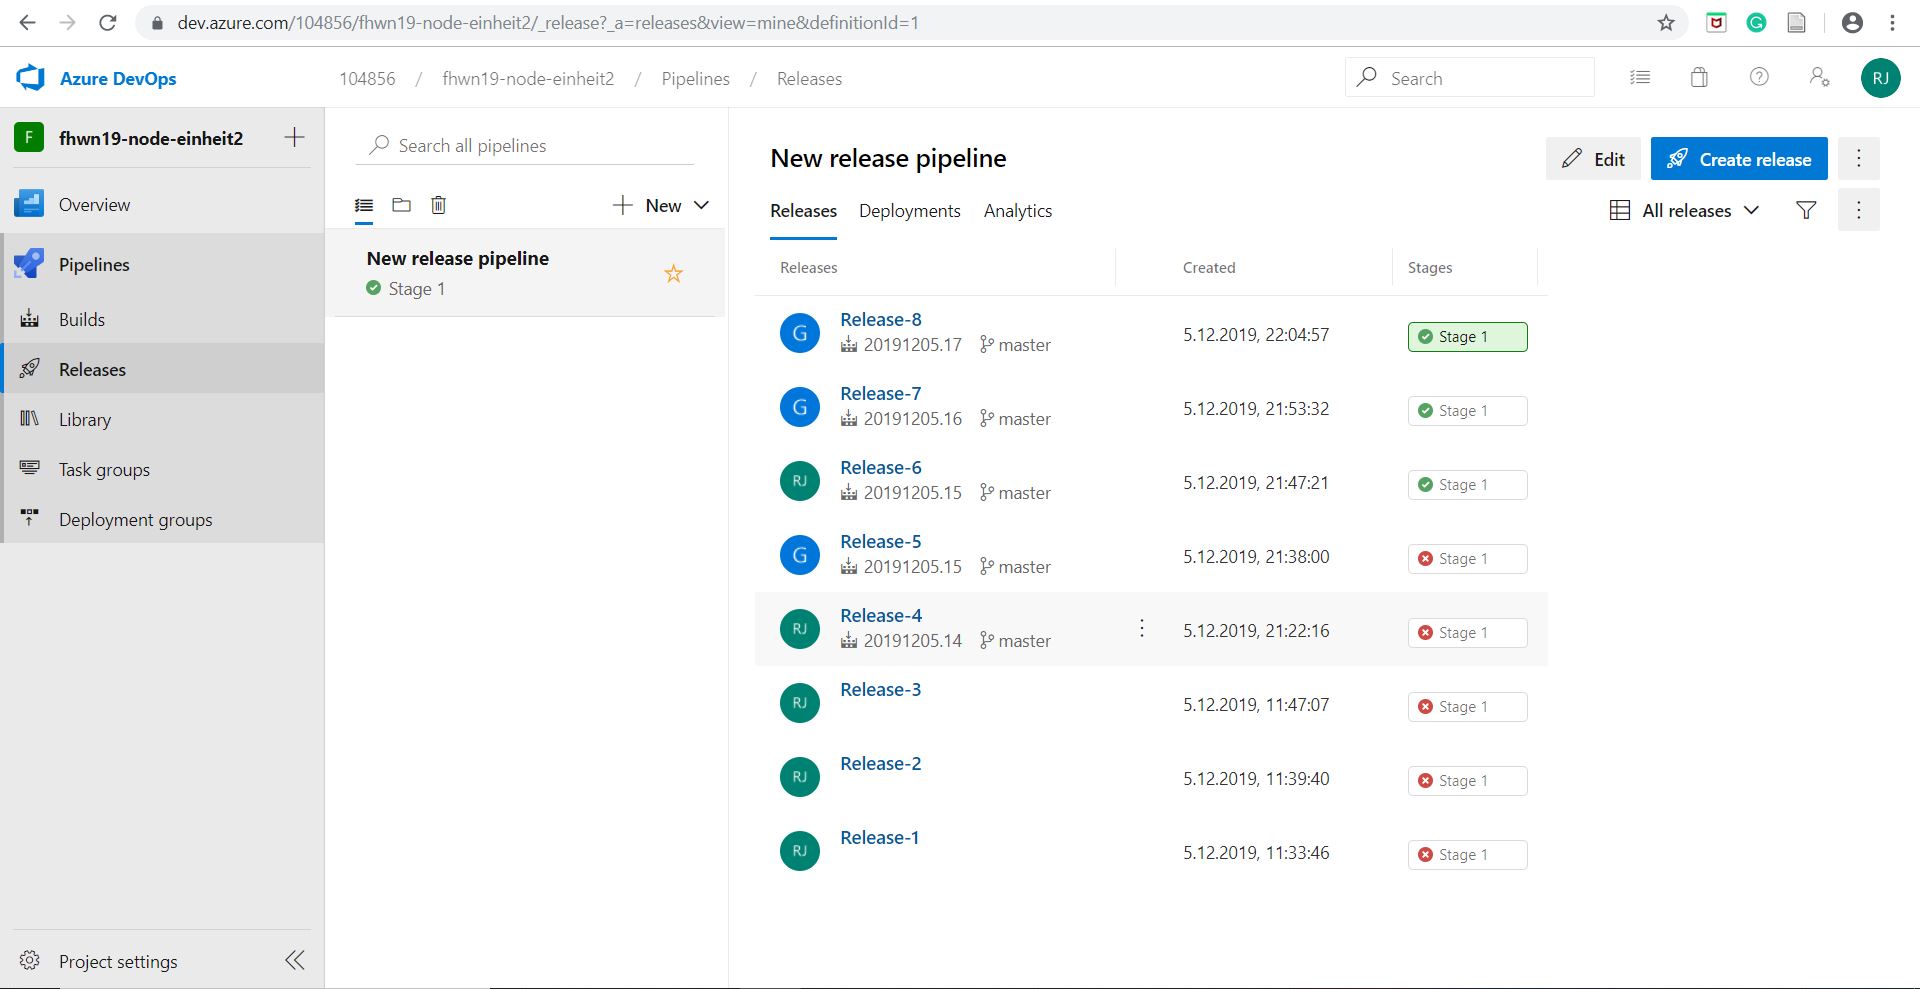 dev.azure.com/104856/fhwn19-node-einheit2/_release?_a=releases&view=mine&definitionId=1
Azure DevOps
104856 / fhwn19-node-einheit2 / Pipelines / Releases
Search
RJ
F fhwn19-node-einheit2
Overview
Pipelines
Builds
Releases
Library
Task groups
Deployment groups
Project settings
Search all pipelines
New
New release pipeline
Stage 1
New release pipeline
Edit
Create release
Releases Deployments Analytics
All releases
Releases Created Stages
G Release-8
20191205.17 master
5.12.2019, 22:04:57
Stage 1
G Release-7
20191205.16 master
5.12.2019, 21:53:32
Stage 1
RJ Release-6
20191205.15 master
5.12.2019, 21:47:21
Stage 1
G Release-5
20191205.15 master
5.12.2019, 21:38:00
Stage 1
RJ Release-4
20191205.14 master
5.12.2019, 21:22:16
Stage 1
RJ Release-3
5.12.2019, 11:47:07
Stage 1
RJ Release-2
5.12.2019, 11:39:40
Stage 1
RJ Release-1
5.12.2019, 11:33:46
Stage 1